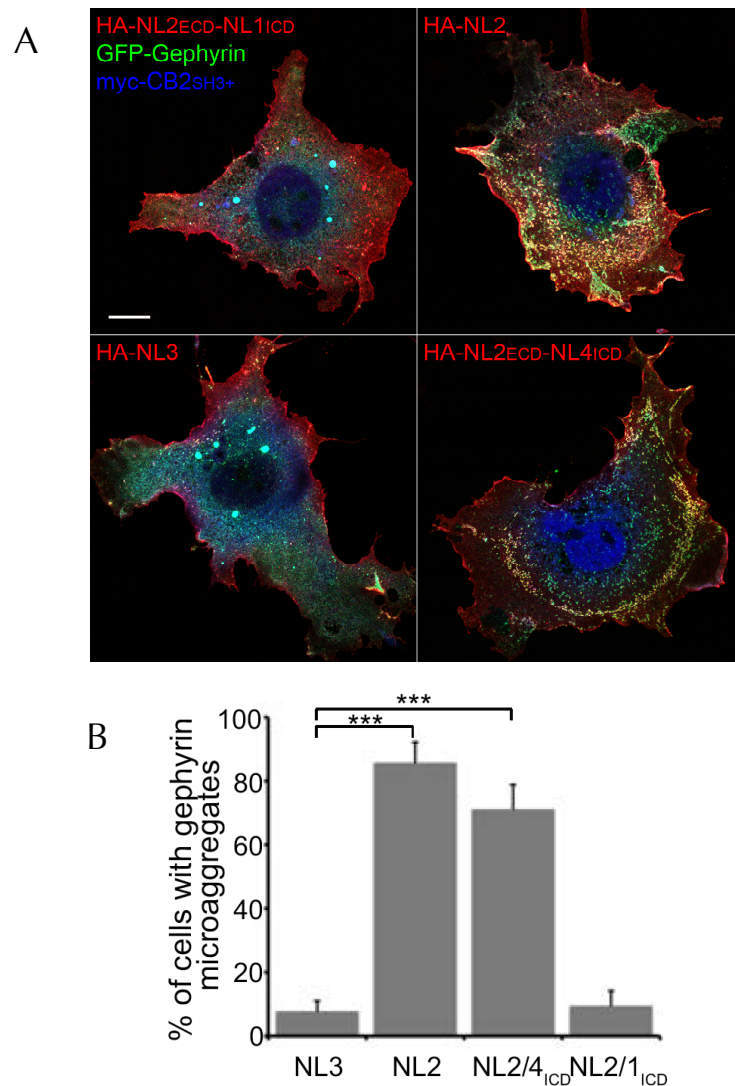 A
HA-NL2ECD-NL1ICD
GFP-Gephyrin
myc-CB2SH3+
HA-NL2
HA-NL3
HA-NL2ECD-NL4ICD
B
% of cells with gephyrin
microaggregates
100
80
60
40
20
0
***
***
NL3 NL2 NL2/4ICD NL2/1ICD